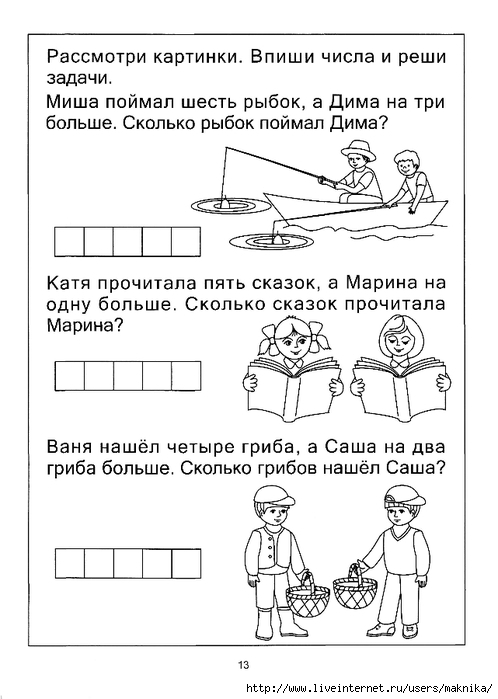 Рассмотри картинки. Впиши числа и реши
задачи.
Миша поймал шесть рыбок, а Дима на три
больше. Сколько рыбок поймал Дима?
Катя прочитала пять сказок, а Марина на
одну больше. Сколько сказок прочитала
Марина?
Ваня нашёл четыре гриба, а Саша на два
гриба больше. Сколько грибов нашёл Саша?
13
http://www.liveinternet.ru/users/maknika/